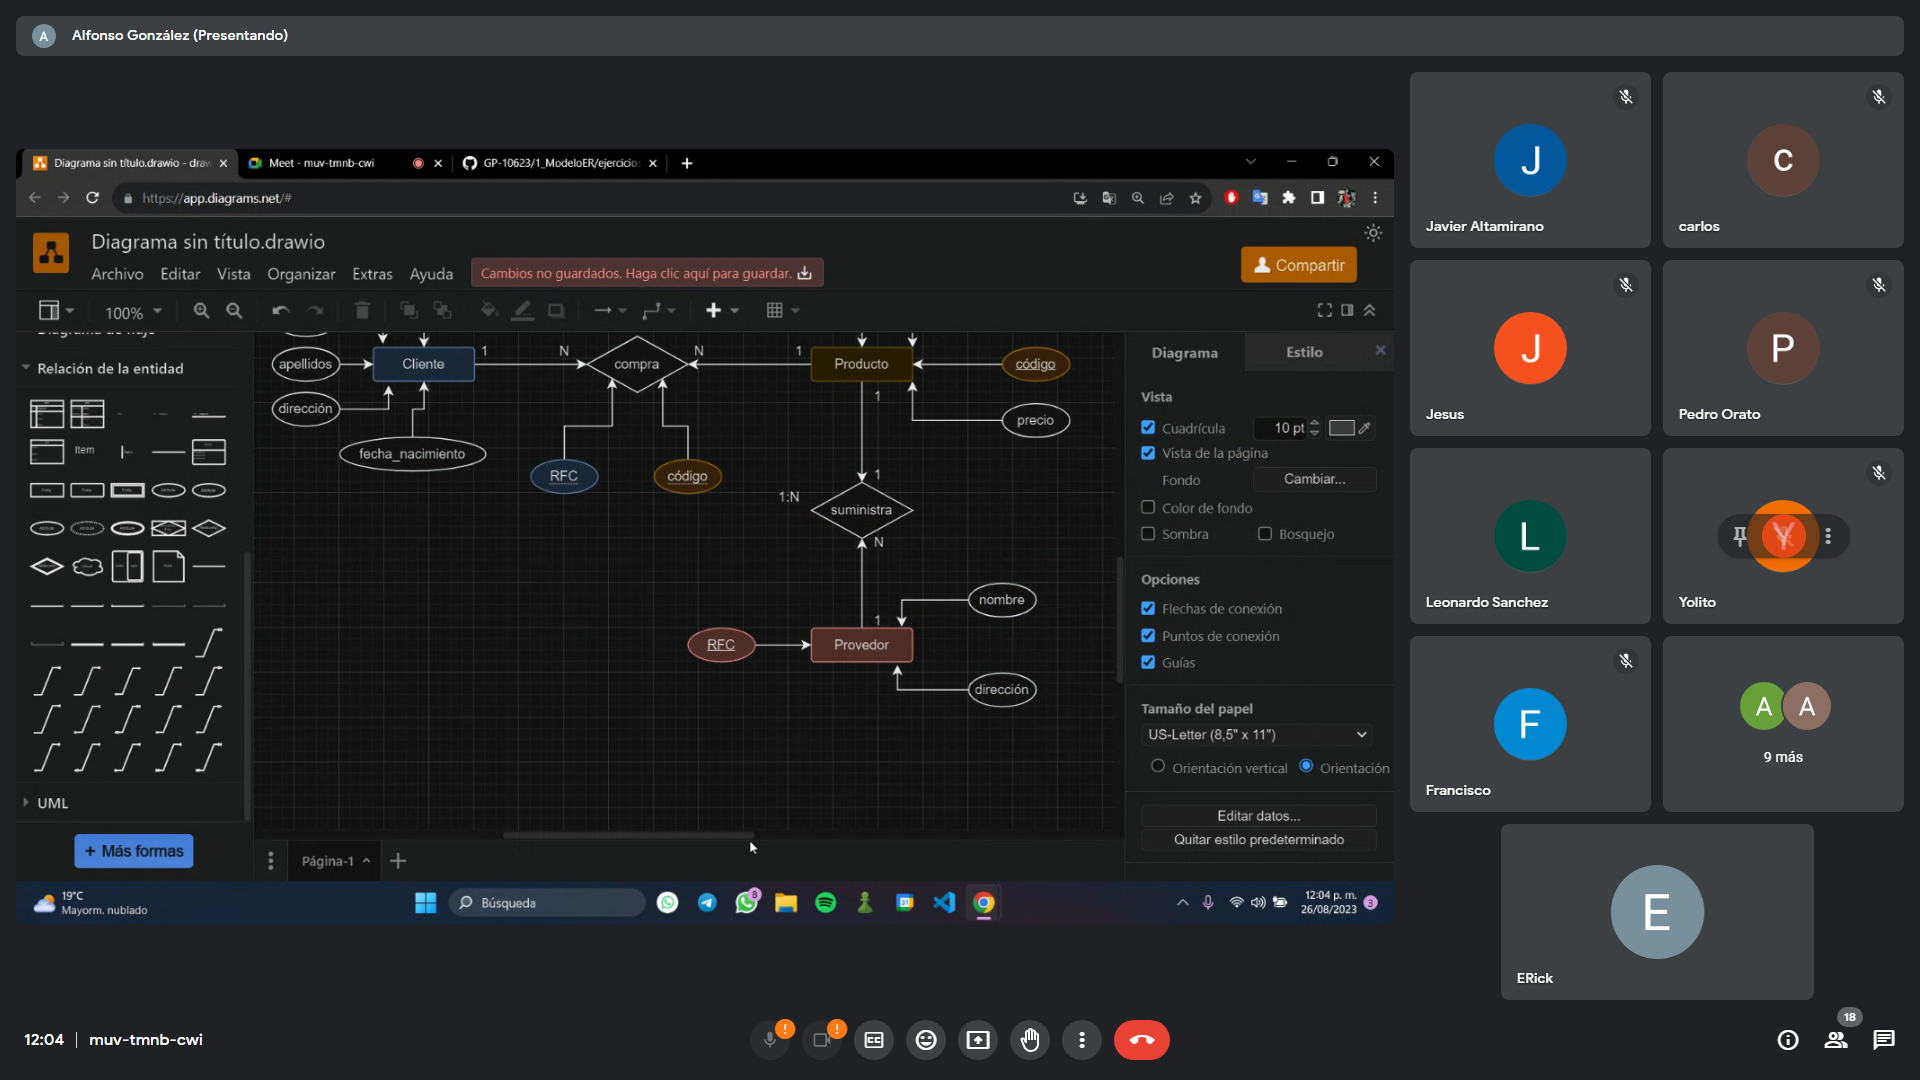 A
Alfonso González (Presentando)
Diagrama sin título.drawio - draw
Meet - muv-tmnb-cwi
GP-10623/1_ModeloER/ejercicio
https://app.diagrams.net/#
Diagrama sin título.drawio
Archivo Editar Vista Organizar Extras Ayuda
Cambios no guardados. Haga clic aquí para guardar.
Compartir
100%
Relación de la entidad
Item
UML
+ Más formas
apellidos
Cliente
1
N
compra
N
1
Producto
código
dirección
1
precio
fecha_nacimiento
RFC
código
1
1:N
suministra
N
nombre
1
RFC
Provedor
dirección
Página-1
Diagrama
Estilo
Vista
Cuadrícula
10 pt
Vista de la página
Fondo
Cambiar...
Color de fondo
Sombra
Bosquejo
Opciones
Flechas de conexión
Puntos de conexión
Guías
Tamaño del papel
US-Letter (8,5" x 11")
Orientación vertical
Orientación
Editar datos...
Quitar estilo predeterminado
19°C
Mayorm. nublado
Búsqueda
8
12:04 p. m.
26/08/2023
3
J
Javier Altamirano
C
carlos
J
Jesus
P
Pedro Orato
L
Leonardo Sanchez
Y
Yolito
F
Francisco
A
A
9 más
E
ERick
12:04
muv-tmnb-cwi
18